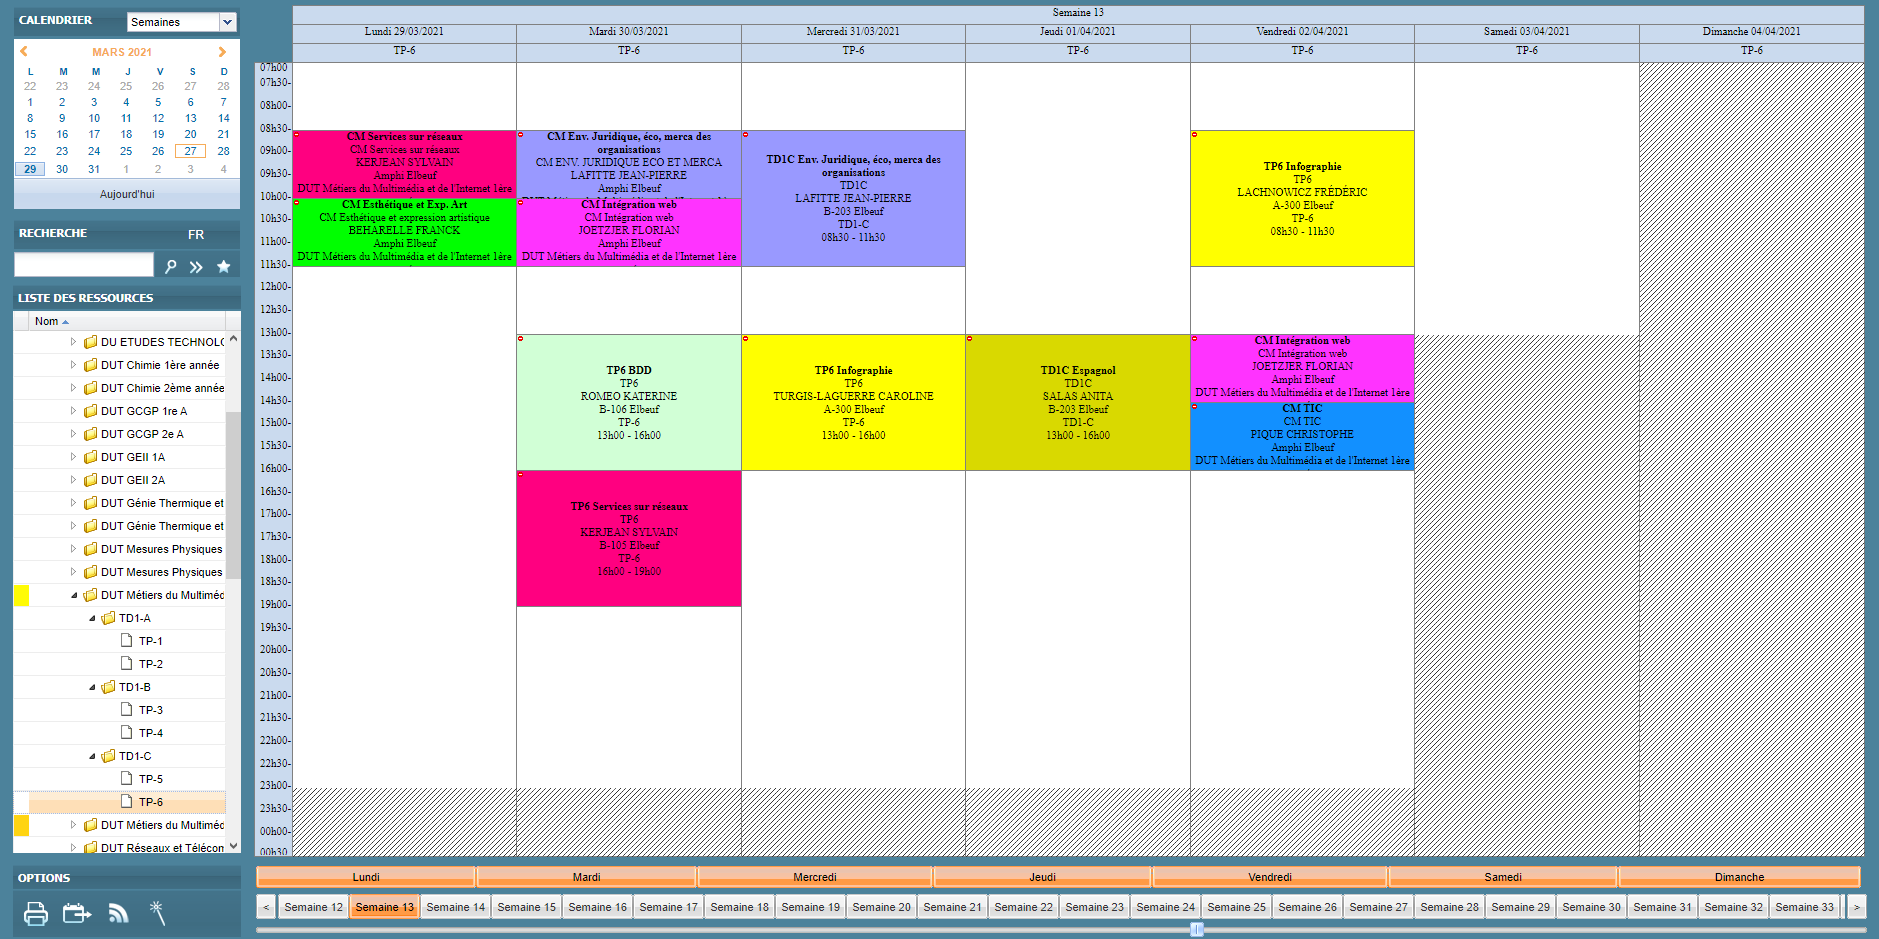 CALENDRIER
Semaines
MARS 2021
L M M J V S D
22 23 24 25 26 27 28
1 2 3 4 5 6 7
8 9 10 11 12 13 14
15 16 17 18 19 20 21
22 23 24 25 26 27 28
29 30 31 1 2 3 4
Aujourd'hui
RECHERCHE FR
LISTE DES RESSOURCES
Nom
DU ETUDES TECHNOLO
DUT Chimie 1ère année
DUT Chimie 2ème année
DUT GCGP 1re A
DUT GCGP 2e A
DUT GEII 1A
DUT GEII 2A
DUT Génie Thermique et
DUT Génie Thermique et
DUT Mesures Physiques
DUT Mesures Physiques
DUT Métiers du Multiméd
TD1-A
TP-1
TP-2
TD1-B
TP-3
TP-4
TD1-C
TP-5
TP-6
DUT Métiers du Multiméd
DUT Réseaux et Télécom
OPTIONS
Semaine 13
Lundi 29/03/2021 Mardi 30/03/2021 Mercredi 31/03/2021 Jeudi 01/04/2021 Vendredi 02/04/2021 Samedi 03/04/2021 Dimanche 04/04/2021
TP-6 TP-6 TP-6 TP-6 TP-6 TP-6 TP-6
07h00
07h30-
08h00-
08h30-
09h00-
09h30-
10h00-
10h30-
11h00-
11h30-
12h00-
12h30-
13h00-
13h30-
14h00-
14h30-
15h00-
15h30-
16h00-
16h30-
17h00-
17h30-
18h00-
18h30-
19h00-
19h30-
20h00-
20h30-
21h00-
21h30-
22h00-
22h30-
23h00-
23h30-
00h00-
00h30
CM Services sur réseaux
CM Services sur réseaux
KERJEAN SYLVAIN
Amphi Elbeuf
DUT Métiers du Multimédia et de l'Internet 1ère
CM Esthétique et Exp. Art
CM Esthétique et expression artistique
BEHARELLE FRANCK
Amphi Elbeuf
DUT Métiers du Multimédia et de l'Internet 1ère
CM Env. Juridique, éco, merca des
organisations
CM ENV. JURIDIQUE ECO ET MERCA
LAFITTE JEAN-PIERRE
Amphi Elbeuf
CM Intégration web
CM Intégration web
JOETZJER FLORIAN
Amphi Elbeuf
DUT Métiers du Multimédia et de l'Internet 1ère
TP6 BDD
TP6
ROMEO KATERINE
B-106 Elbeuf
TP-6
13h00 - 16h00
TP6 Services sur réseaux
TP6
KERJEAN SYLVAIN
B-105 Elbeuf
TP-6
16h00 - 19h00
TD1C Env. Juridique, éco, merca des
organisations
TD1C
LAFITTE JEAN-PIERRE
B-203 Elbeuf
TD1-C
08h30 - 11h30
TP6 Infographie
TP6
TURGIS-LAGUERRE CAROLINE
A-300 Elbeuf
TP-6
13h00 - 16h00
TD1C Espagnol
TD1C
SALAS ANITA
B-203 Elbeuf
TD1-C
13h00 - 16h00
TP6 Infographie
TP6
LACHNOWICZ FRÉDÉRIC
A-300 Elbeuf
TP-6
08h30 - 11h30
CM Intégration web
CM Intégration web
JOETZJER FLORIAN
Amphi Elbeuf
DUT Métiers du Multimédia et de l'Internet 1ère
CM TIC
CM TIC
PIQUE CHRISTOPHE
Amphi Elbeuf
DUT Métiers du Multimédia et de l'Internet 1ère
Lundi Mardi Mercredi Jeudi Vendredi Samedi Dimanche
< Semaine 12 Semaine 13 Semaine 14 Semaine 15 Semaine 16 Semaine 17 Semaine 18 Semaine 19 Semaine 20 Semaine 21 Semaine 22 Semaine 23 Semaine 24 Semaine 25 Semaine 26 Semaine 27 Semaine 28 Semaine 29 Semaine 30 Semaine 31 Semaine 32 Semaine 33 >